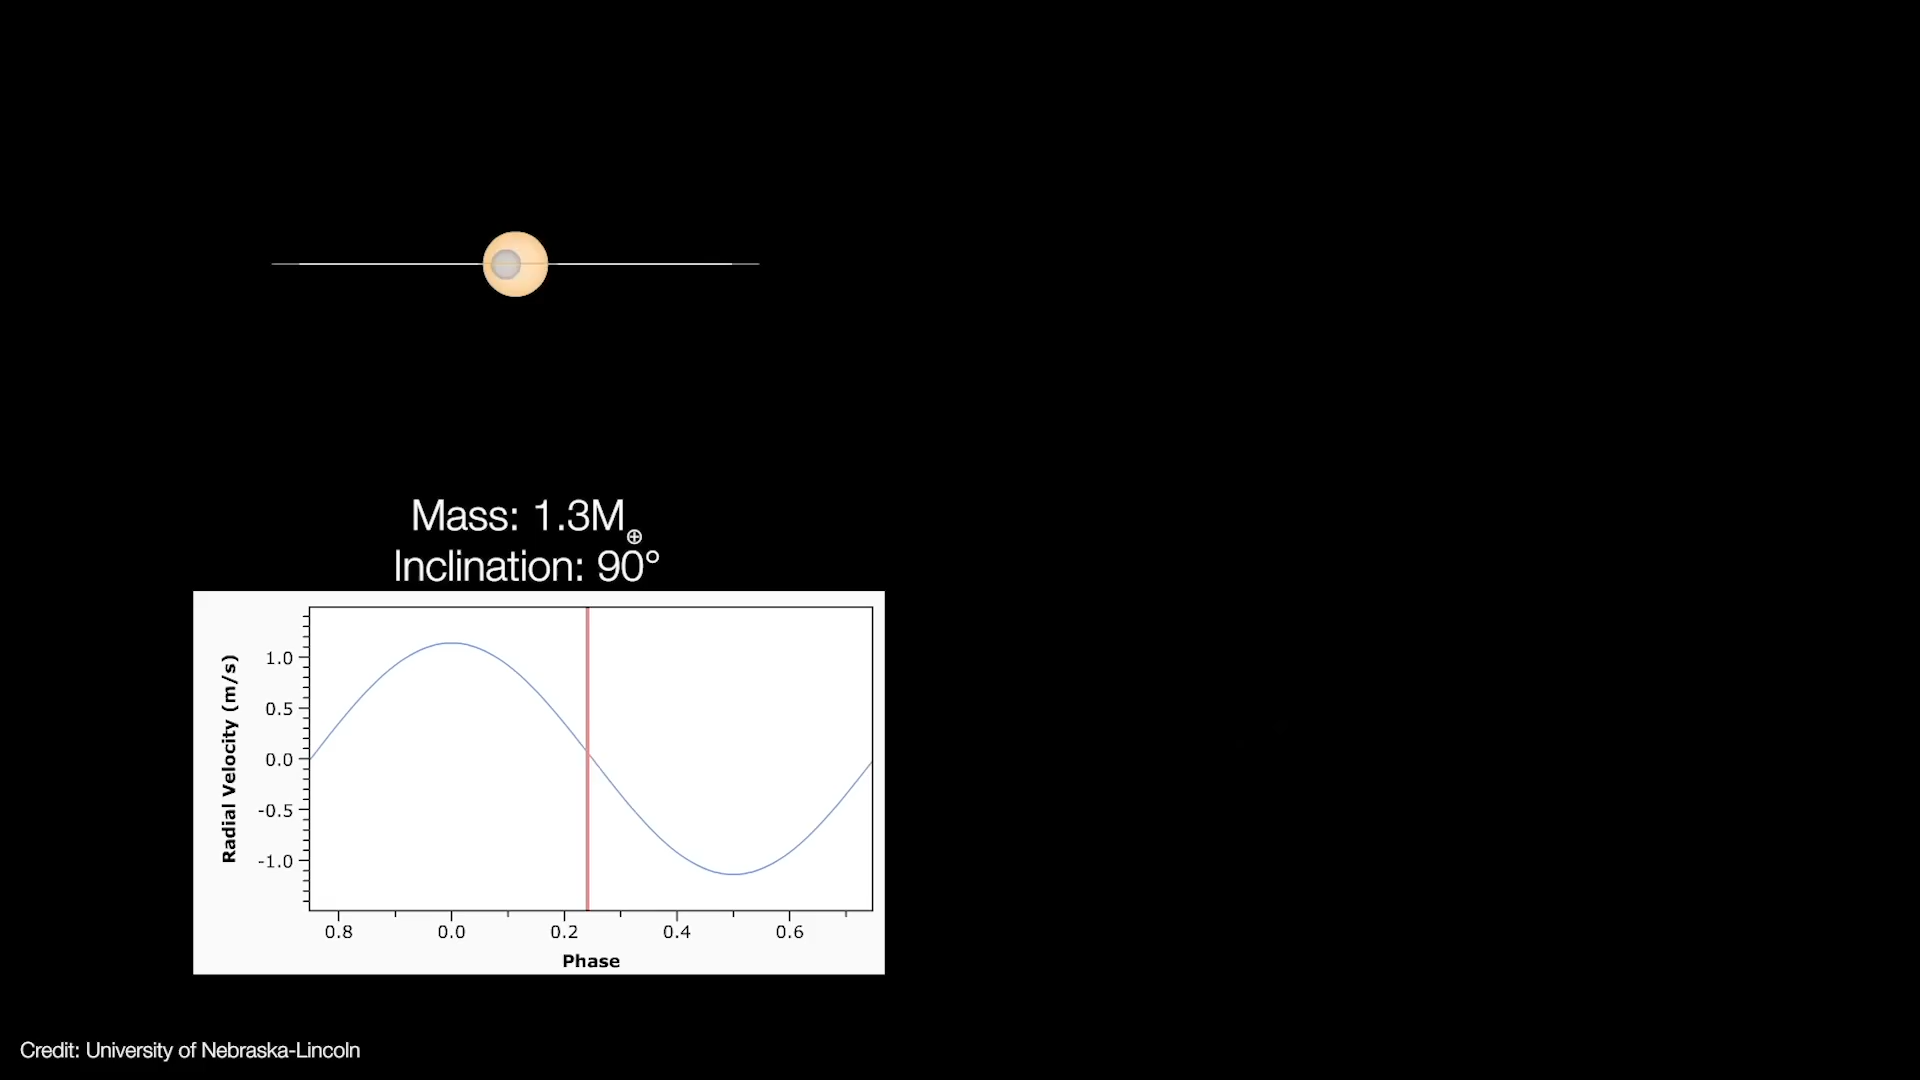 Mass: 1.3M⊕
Inclination: 90°
Radial Velocity (m/s)
1.0
0.5
0.0
-0.5
-1.0
0.8 0.0 0.2 0.4 0.6
Phase
Credit: University of Nebraska-Lincoln